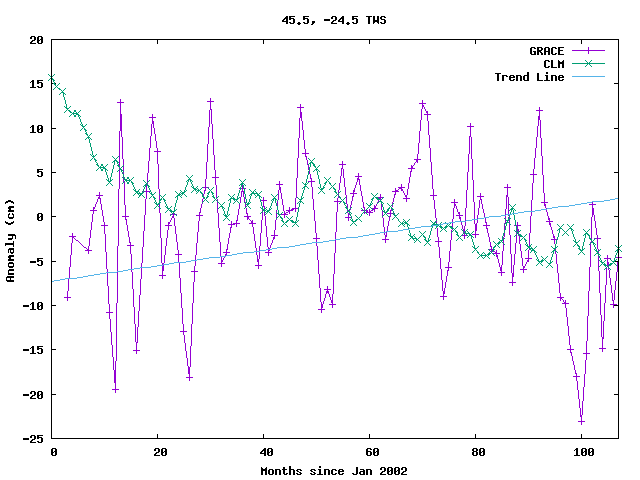 45.5, -24.5 TWS
GRACE
CLM
Trend Line
20
15
10
5
0
-5
-10
-15
-20
-25
Anomaly (cm)
0 20 40 60 80 100
Months since Jan 2002